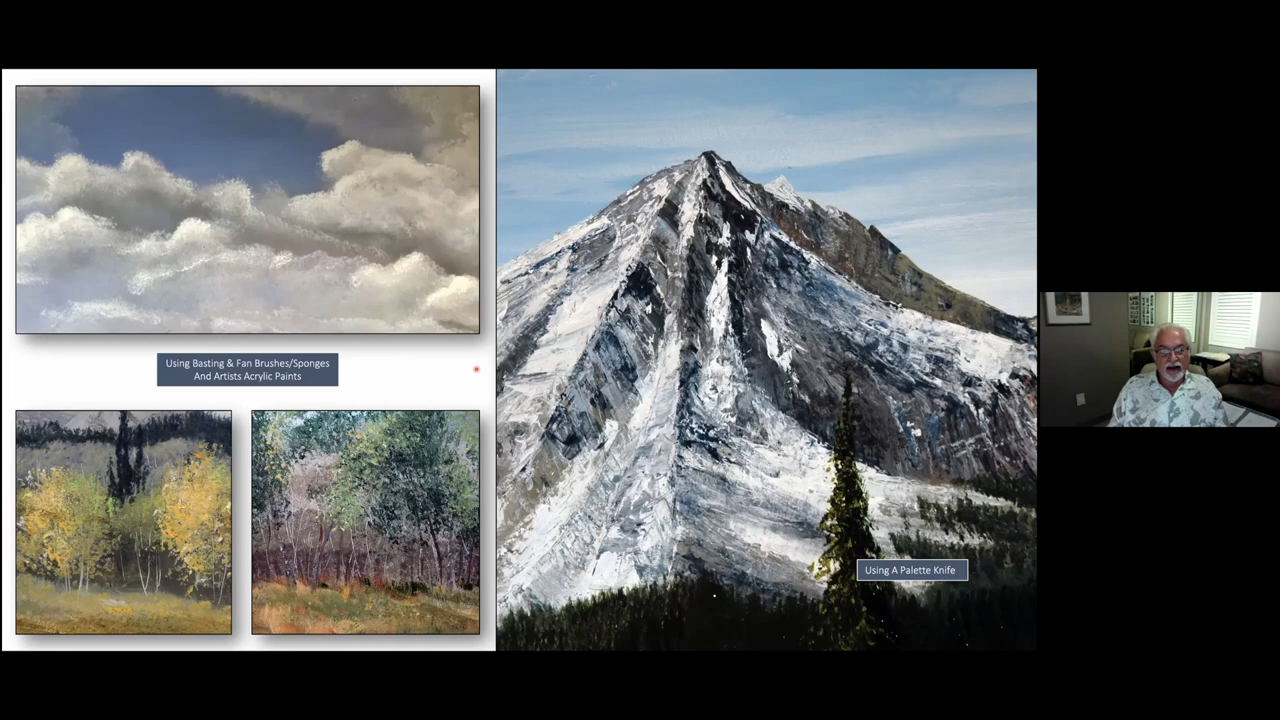 Using Basting & Fan Brushes/Sponges
And Artists Acrylic Paints
Using A Palette Knife